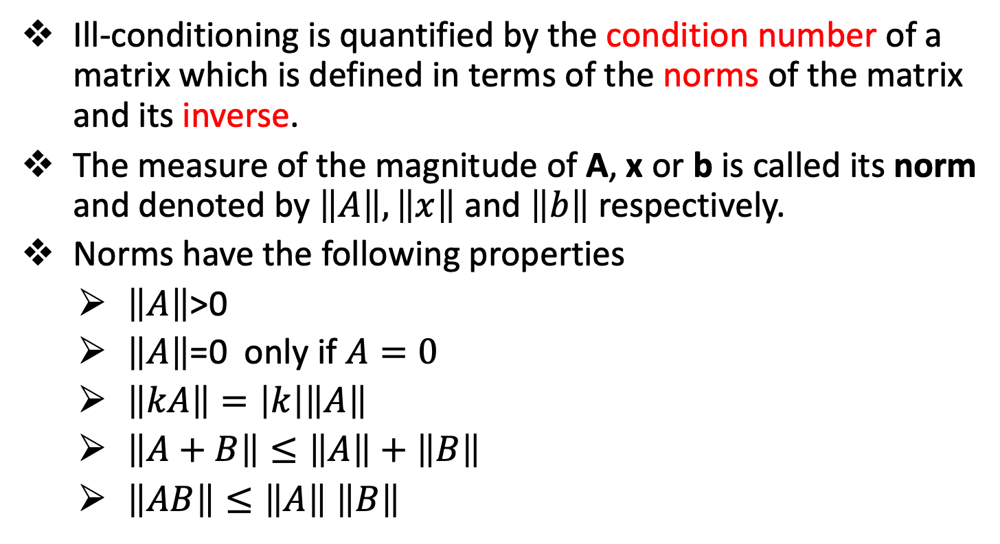 ❖ Ill-conditioning is quantified by the condition number of a
matrix which is defined in terms of the norms of the matrix
and its inverse.
❖ The measure of the magnitude of A, x or b is called its norm
and denoted by ‖A‖, ‖x‖ and ‖b‖ respectively.
❖ Norms have the following properties
➢ ‖A‖>0
➢ ‖A‖=0 only if A = 0
➢ ‖kA‖ = |k|‖A‖
➢ ‖A + B‖ ≤ ‖A‖ + ‖B‖
➢ ‖AB‖ ≤ ‖A‖ ‖B‖